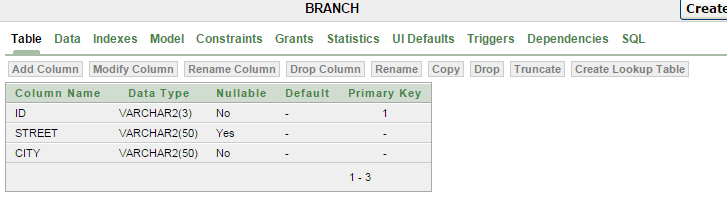 BRANCH
Create
Table Data Indexes Model Constraints Grants Statistics UI Defaults Triggers Dependencies SQL
Add Column Modify Column Rename Column Drop Column Rename Copy Drop Truncate Create Lookup Table
Column Name Data Type Nullable Default Primary Key
ID VARCHAR2(3) No - 1
STREET VARCHAR2(50) Yes - -
CITY VARCHAR2(50) No - -
1 - 3